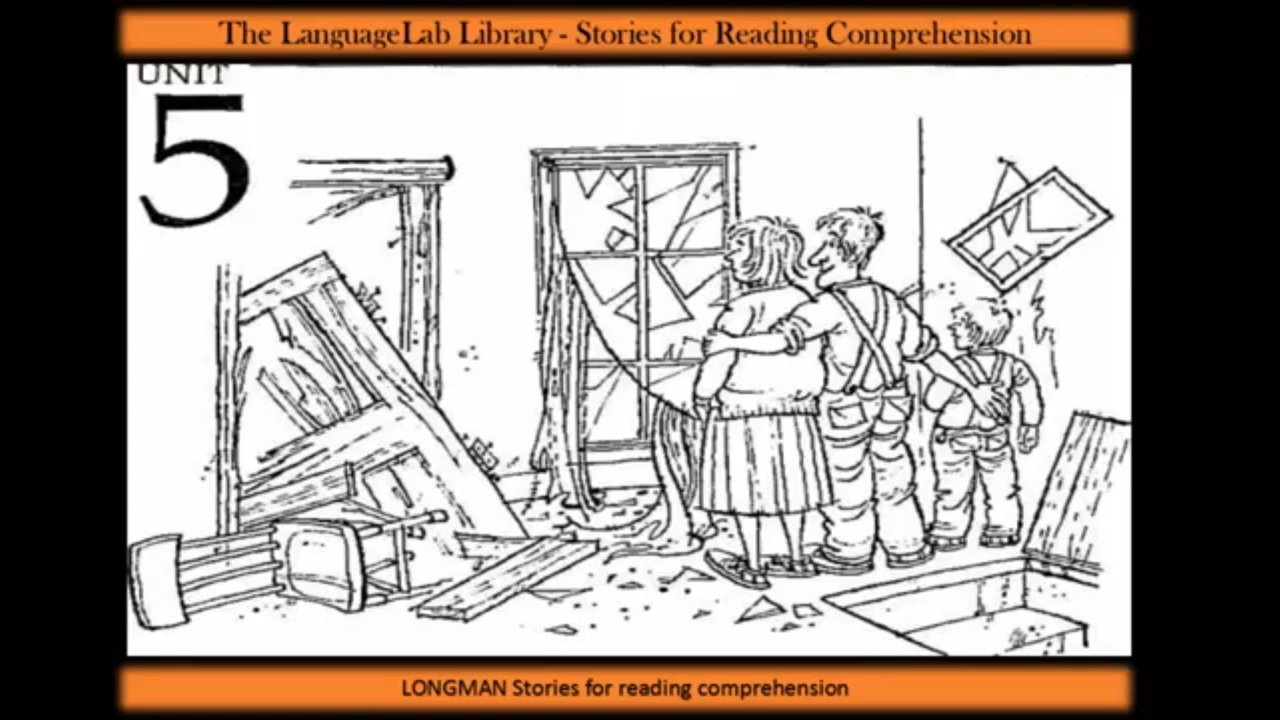 The LanguageLab Library - Stories for Reading Comprehension
UNIT
5
LONGMAN Stories for reading comprehension